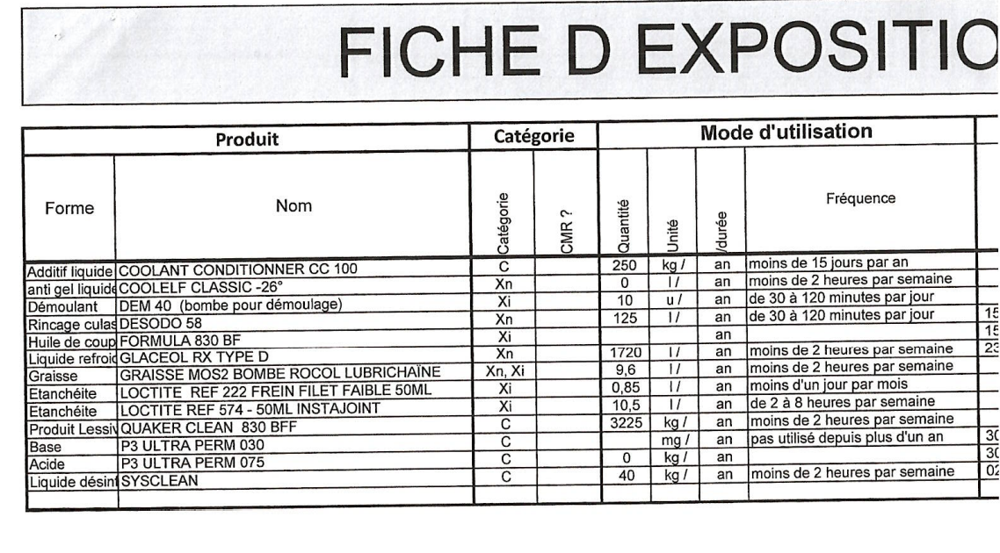 FICHE D EXPOSITIO
Produit Catégorie Mode d'utilisation
Forme Nom Catégorie CMR ? Quantité Unité /durée Fréquence
Additif liquide COOLANT CONDITIONNER CC 100 C 250 kg / an moins de 15 jours par an
anti gel liquide COOLELF CLASSIC -26° Xn 0 l / an moins de 2 heures par semaine
Démoulant DEM 40 (bombe pour démoulage) Xi 10 u / an de 30 à 120 minutes par jour
Rincage culas DESODO 58 Xn 125 l / an de 30 à 120 minutes par jour 15
Huile de coup FORMULA 830 BF Xi an 15
Liquide refroid GLACEOL RX TYPE D Xn 1720 l / an moins de 2 heures par semaine 23
Graisse GRAISSE MOS2 BOMBE ROCOL LUBRICHAÏNE Xn, Xi 9,6 l / an moins de 2 heures par semaine
Etanchéite LOCTITE REF 222 FREIN FILET FAIBLE 50ML Xi 0,85 l / an moins d'un jour par mois
Etanchéite LOCTITE REF 574 - 50ML INSTAJOINT Xi 10,5 l / an de 2 à 8 heures par semaine
Produit Lessiv QUAKER CLEAN 830 BFF C 3225 kg / an moins de 2 heures par semaine
Base P3 ULTRA PERM 030 C mg / an pas utilisé depuis plus d'un an 30
Acide P3 ULTRA PERM 075 C 0 kg / an 30
Liquide désinf SYSCLEAN C 40 kg / an moins de 2 heures par semaine 02